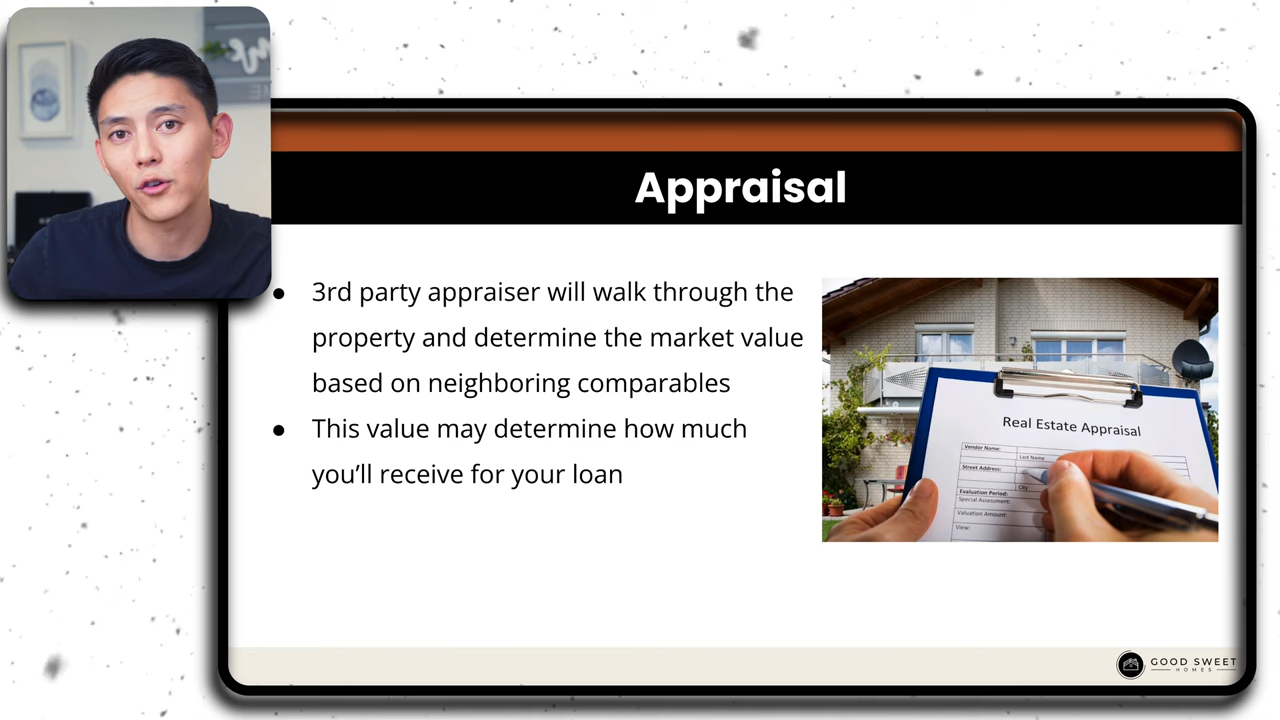 Appraisal
● 3rd party appraiser will walk through the
property and determine the market value
based on neighboring comparables
● This value may determine how much
you’ll receive for your loan
Real Estate Appraisal
Vendor Name:
Last Name
Street Address:
City
Evaluation Period:
Special Assessment:
Valuation Amount:
View:
GOOD SWEET
HOMES